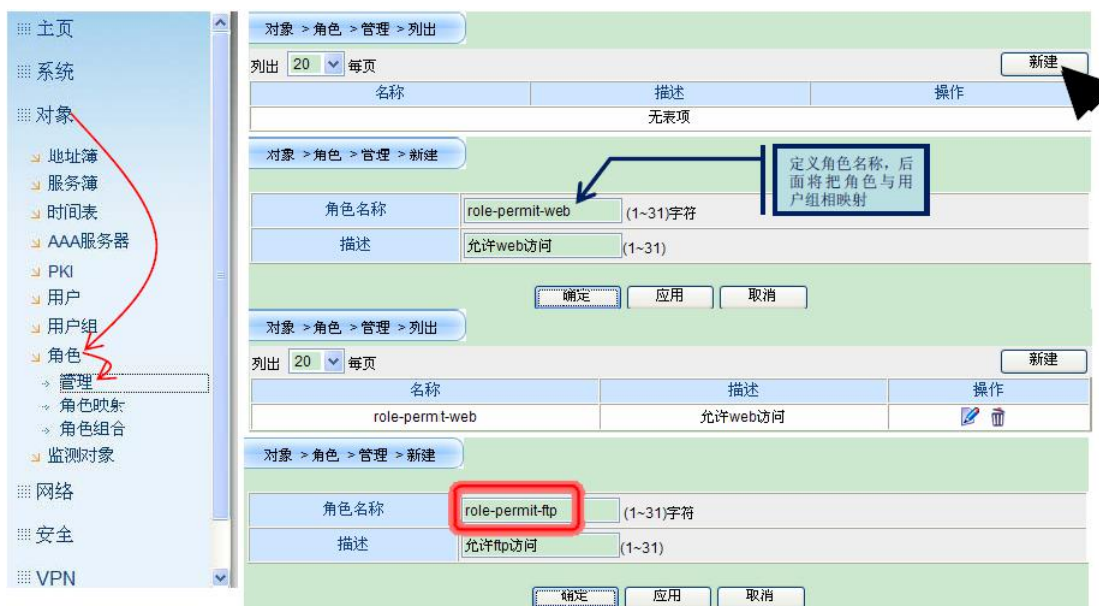 主页
系统
对象
地址簿
服务簿
时间表
AAA服务器
PKI
用户
用户组
角色
管理
角色映射
角色组合
监测对象
网络
安全
VPN
对象 >角色 >管理 >列出
列出 20 每页
新建
名称 描述 操作
无表项
对象 >角色 >管理 >新建
定义角色名称，后
面将把角色与用
户组相映射
角色名称 role-permit-web (1~31)字符
描述 允许web访问 (1~31)
确定 应用 取消
对象 >角色 >管理 >列出
列出 20 每页
新建
名称 描述 操作
role-permit-web 允许web访问
对象 >角色 >管理 >新建
角色名称 role-permit-ftp (1~31)字符
描述 允许ftp访问 (1~31)
确定 应用 取消